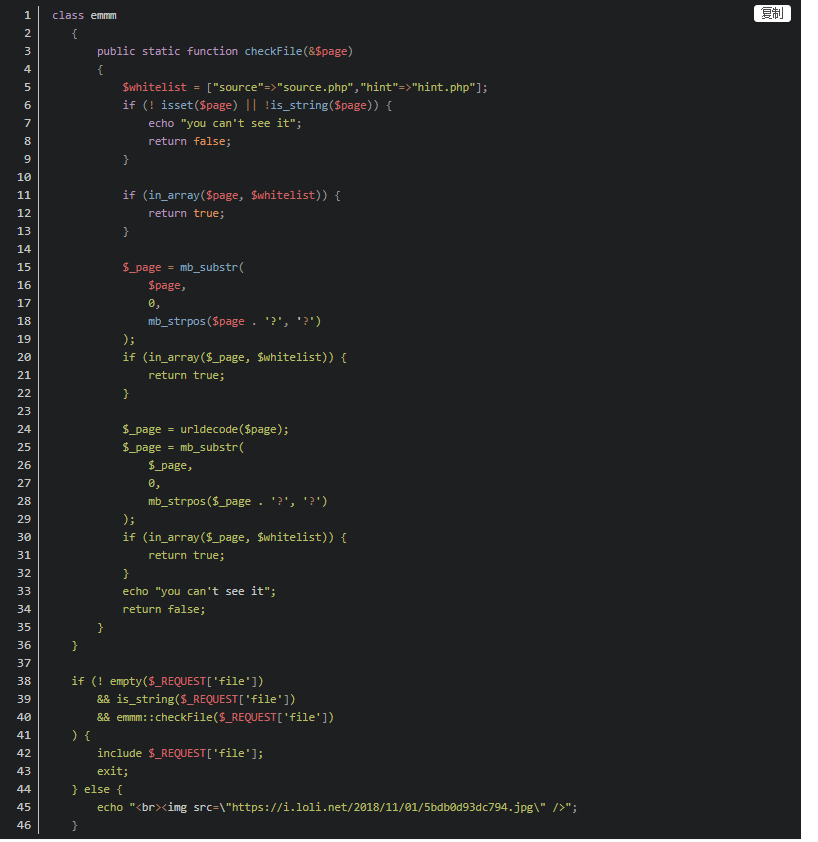 复制
1 class emmm
2 {
3 public static function checkFile(&$page)
4 {
5 $whitelist = ["source"=>"source.php","hint"=>"hint.php"];
6 if (! isset($page) || !is_string($page)) {
7 echo "you can't see it";
8 return false;
9 }
10
11 if (in_array($page, $whitelist)) {
12 return true;
13 }
14
15 $_page = mb_substr(
16 $page,
17 0,
18 mb_strpos($page . '?', '?')
19 );
20 if (in_array($_page, $whitelist)) {
21 return true;
22 }
23
24 $_page = urldecode($page);
25 $_page = mb_substr(
26 $_page,
27 0,
28 mb_strpos($_page . '?', '?')
29 );
30 if (in_array($_page, $whitelist)) {
31 return true;
32 }
33 echo "you can't see it";
34 return false;
35 }
36 }
37
38 if (! empty($_REQUEST['file'])
39 && is_string($_REQUEST['file'])
40 && emmm::checkFile($_REQUEST['file'])
41 ) {
42 include $_REQUEST['file'];
43 exit;
44 } else {
45 echo "<br><img src=\"https://i.loli.net/2018/11/01/5bdb0d93dc794.jpg\" />";
46 }